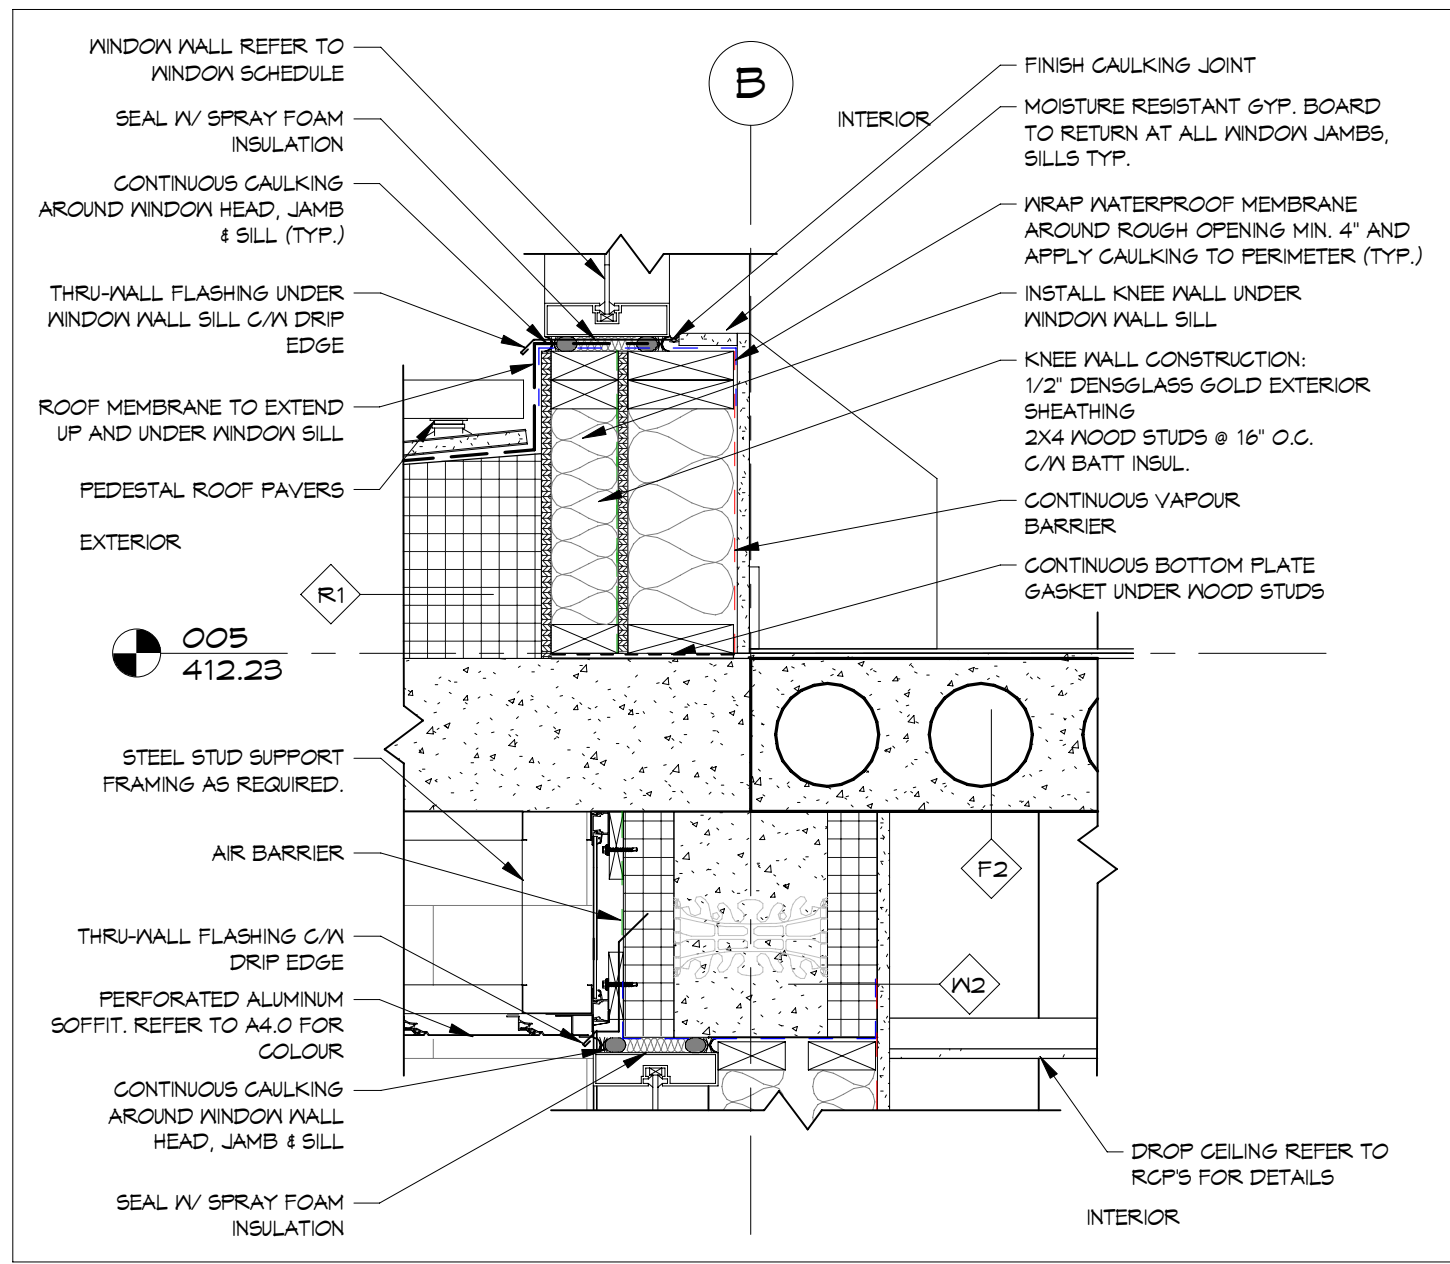 WINDOW WALL REFER TO
WINDOW SCHEDULE
SEAL W/ SPRAY FOAM
INSULATION
CONTINUOUS CAULKING
AROUND WINDOW HEAD, JAMB
& SILL (TYP.)
THRU-WALL FLASHING UNDER
WINDOW WALL SILL C/W DRIP
EDGE
ROOF MEMBRANE TO EXTEND
UP AND UNDER WINDOW SILL
PEDESTAL ROOF PAVERS
EXTERIOR
R1
005
412.23
STEEL STUD SUPPORT
FRAMING AS REQUIRED.
AIR BARRIER
THRU-WALL FLASHING C/W
DRIP EDGE
PERFORATED ALUMINUM
SOFFIT. REFER TO A4.0 FOR
COLOUR
CONTINUOUS CAULKING
AROUND WINDOW WALL
HEAD, JAMB & SILL
SEAL W/ SPRAY FOAM
INSULATION
B
INTERIOR
FINISH CAULKING JOINT
MOISTURE RESISTANT GYP. BOARD
TO RETURN AT ALL WINDOW JAMBS,
SILLS TYP.
WRAP WATERPROOF MEMBRANE
AROUND ROUGH OPENING MIN. 4" AND
APPLY CAULKING TO PERIMETER (TYP.)
INSTALL KNEE WALL UNDER
WINDOW WALL SILL
KNEE WALL CONSTRUCTION:
1/2" DENSGLASS GOLD EXTERIOR
SHEATHING
2X4 WOOD STUDS @ 16" O.C.
C/W BATT INSUL.
CONTINUOUS VAPOUR
BARRIER
CONTINUOUS BOTTOM PLATE
GASKET UNDER WOOD STUDS
F2
W2
DROP CEILING REFER TO
RCP'S FOR DETAILS
INTERIOR